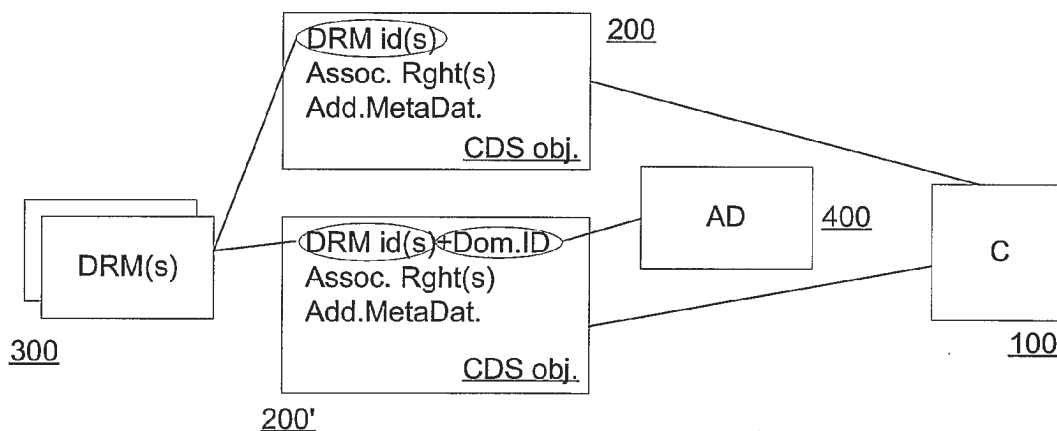 DRM id(s)
Assoc. Rght(s)
Add.MetaDat.
CDS obj.
200
DRM(s)
300
DRM id(s)+Dom.ID
Assoc. Rght(s)
Add.MetaDat.
CDS obj.
200'
AD
400
C
100